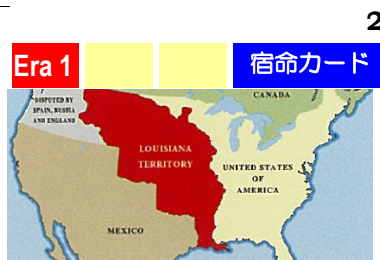 2
Era 1
宿命カード
CANADA
DISPUTED BY
SPAIN, RUSSIA
AND ENGLAND
LOUISIANA
TERRITORY
UNITED STATES
OF
AMERICA
MEXICO